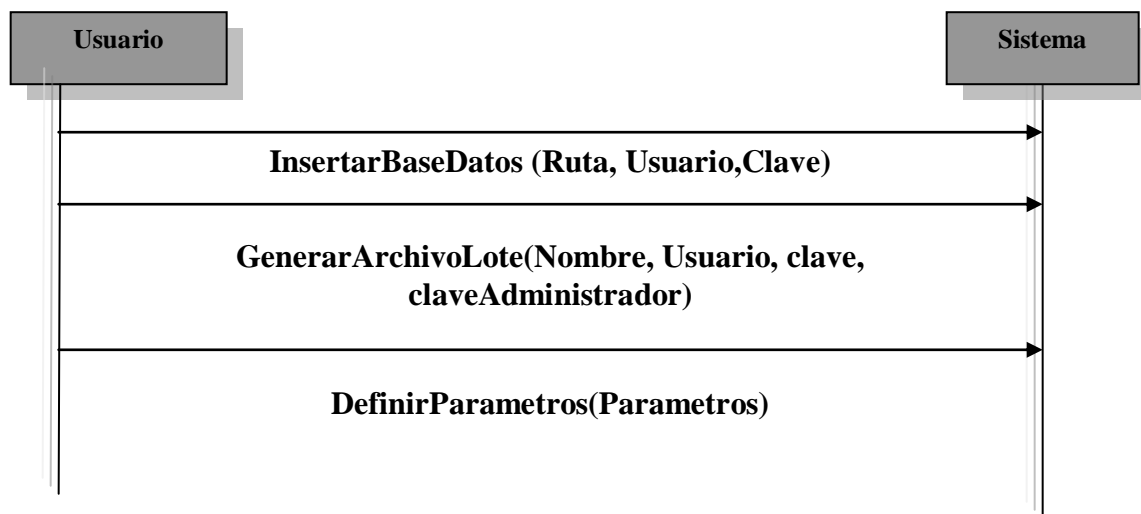 Usuario
Sistema
InsertarBaseDatos (Ruta, Usuario,Clave)
GenerarArchivoLote(Nombre, Usuario, clave,
claveAdministrador)
DefinirParametros(Parametros)